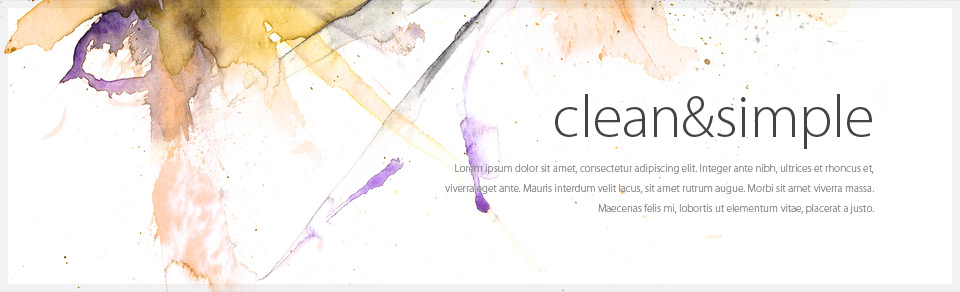 clean&simple
Lorem ipsum dolor sit amet, consectetur adipiscing elit. Integer ante nibh, ultrices et rhoncus et,
viverra eget ante. Mauris interdum velit lacus, sit amet rutrum augue. Morbi sit amet viverra massa.
Maecenas felis mi, lobortis ut elementum vitae, placerat a justo.